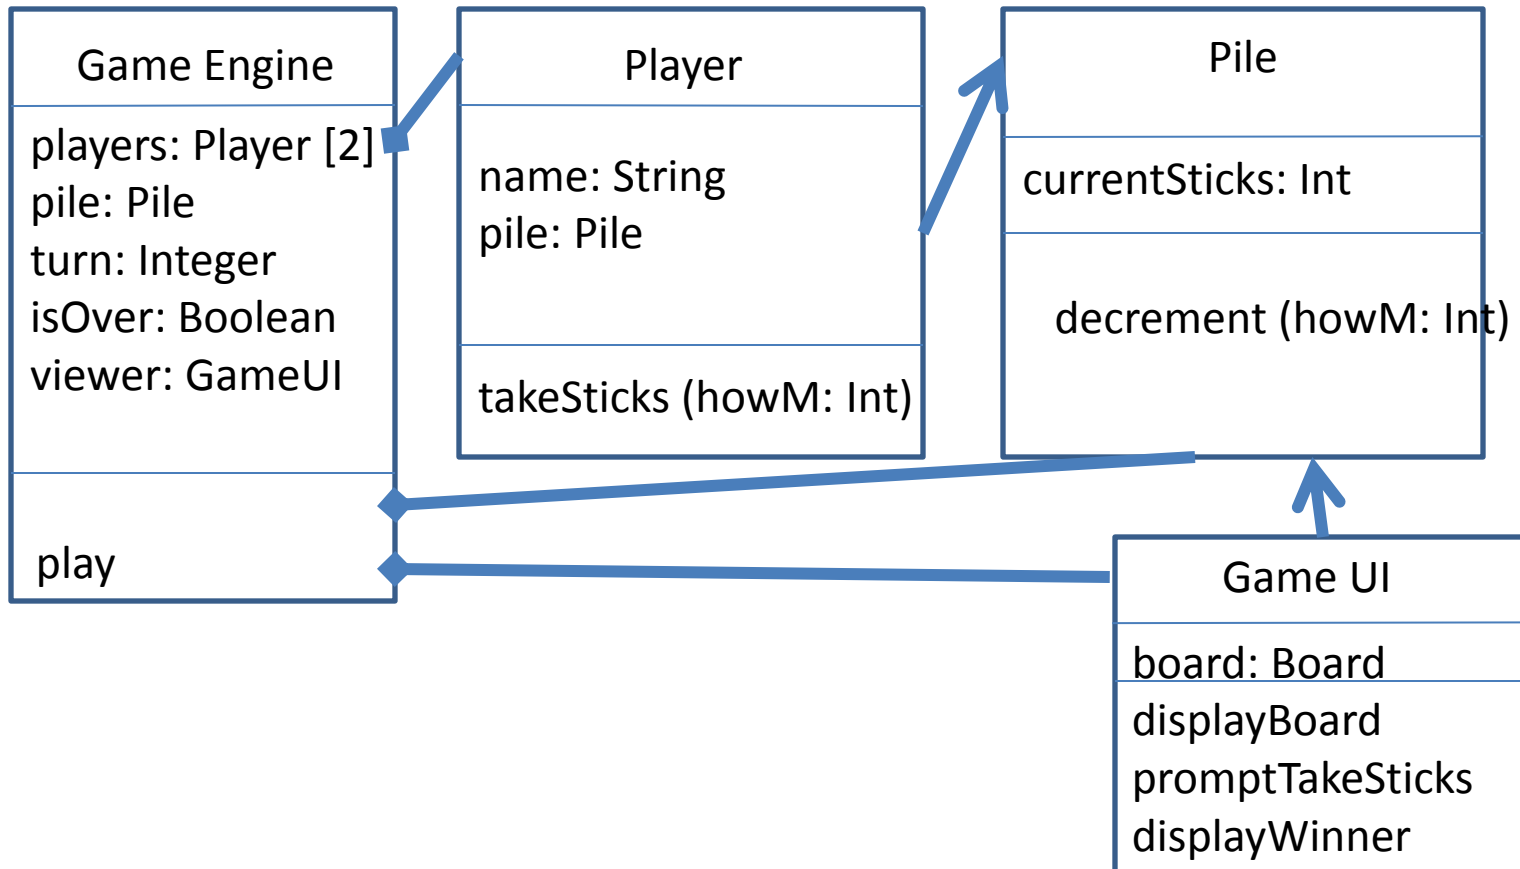 Game Engine
players: Player [2]
pile: Pile
turn: Integer
isOver: Boolean
viewer: GameUI
play
Player
name: String
pile: Pile
takeSticks (howM: Int)
Pile
currentSticks: Int
decrement (howM: Int)
Game UI
board: Board
displayBoard
promptTakeSticks
displayWinner